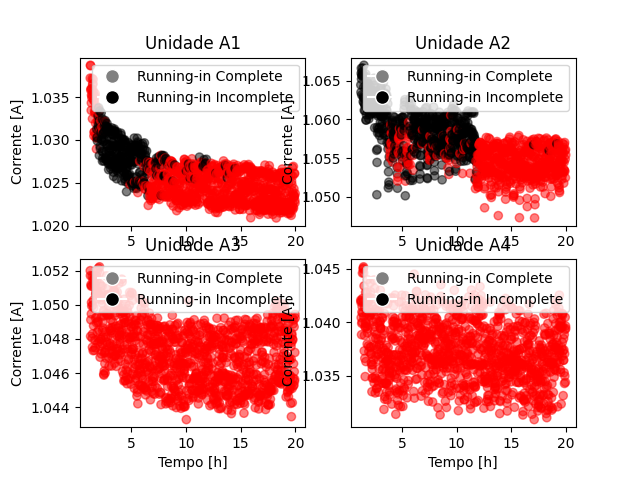 Unidade A1
Corrente [A]
1.035
1.030
1.025
1.020
5
10
15
20
Running-in Complete
Running-in Incomplete
Unidade A2
Corrente [A]
1.065
1.060
1.055
1.050
5
10
15
20
Running-in Complete
Running-in Incomplete
Unidade A3
Corrente [A]
1.052
1.050
1.048
1.046
1.044
5
10
15
20
Tempo [h]
Running-in Complete
Running-in Incomplete
Unidade A4
Corrente [A]
1.045
1.040
1.035
5
10
15
20
Tempo [h]
Running-in Complete
Running-in Incomplete